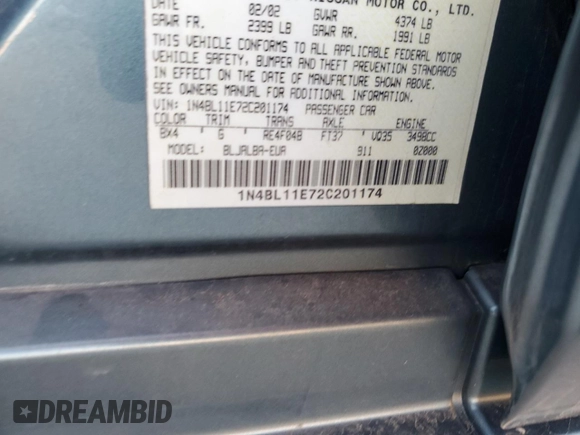 NISSAN MOTOR CO., LTD.
DATE 02/02 GVWR 4374 LB
GAWR FR. 2399 LB GAWR RR. 1991 LB
THIS VEHICLE CONFORMS TO ALL APPLICABLE FEDERAL MOTOR
VEHICLE SAFETY, BUMPER AND THEFT PREVENTION STANDARDS
IN EFFECT ON THE DATE OF MANUFACTURE SHOWN ABOVE.
SEE OWNERS MANUAL FOR ADDITIONAL INFORMATION.
VIN: 1N4BL11E72C201174 PASSENGER CAR
COLOR TRIM TRANS AXLE ENGINE
BX4 G RE4F04B FT37 VQ35 3498CC
MODEL: BLJALBA-EUA 911 0Z000
1N4BL11E72C201174
DREAMBID